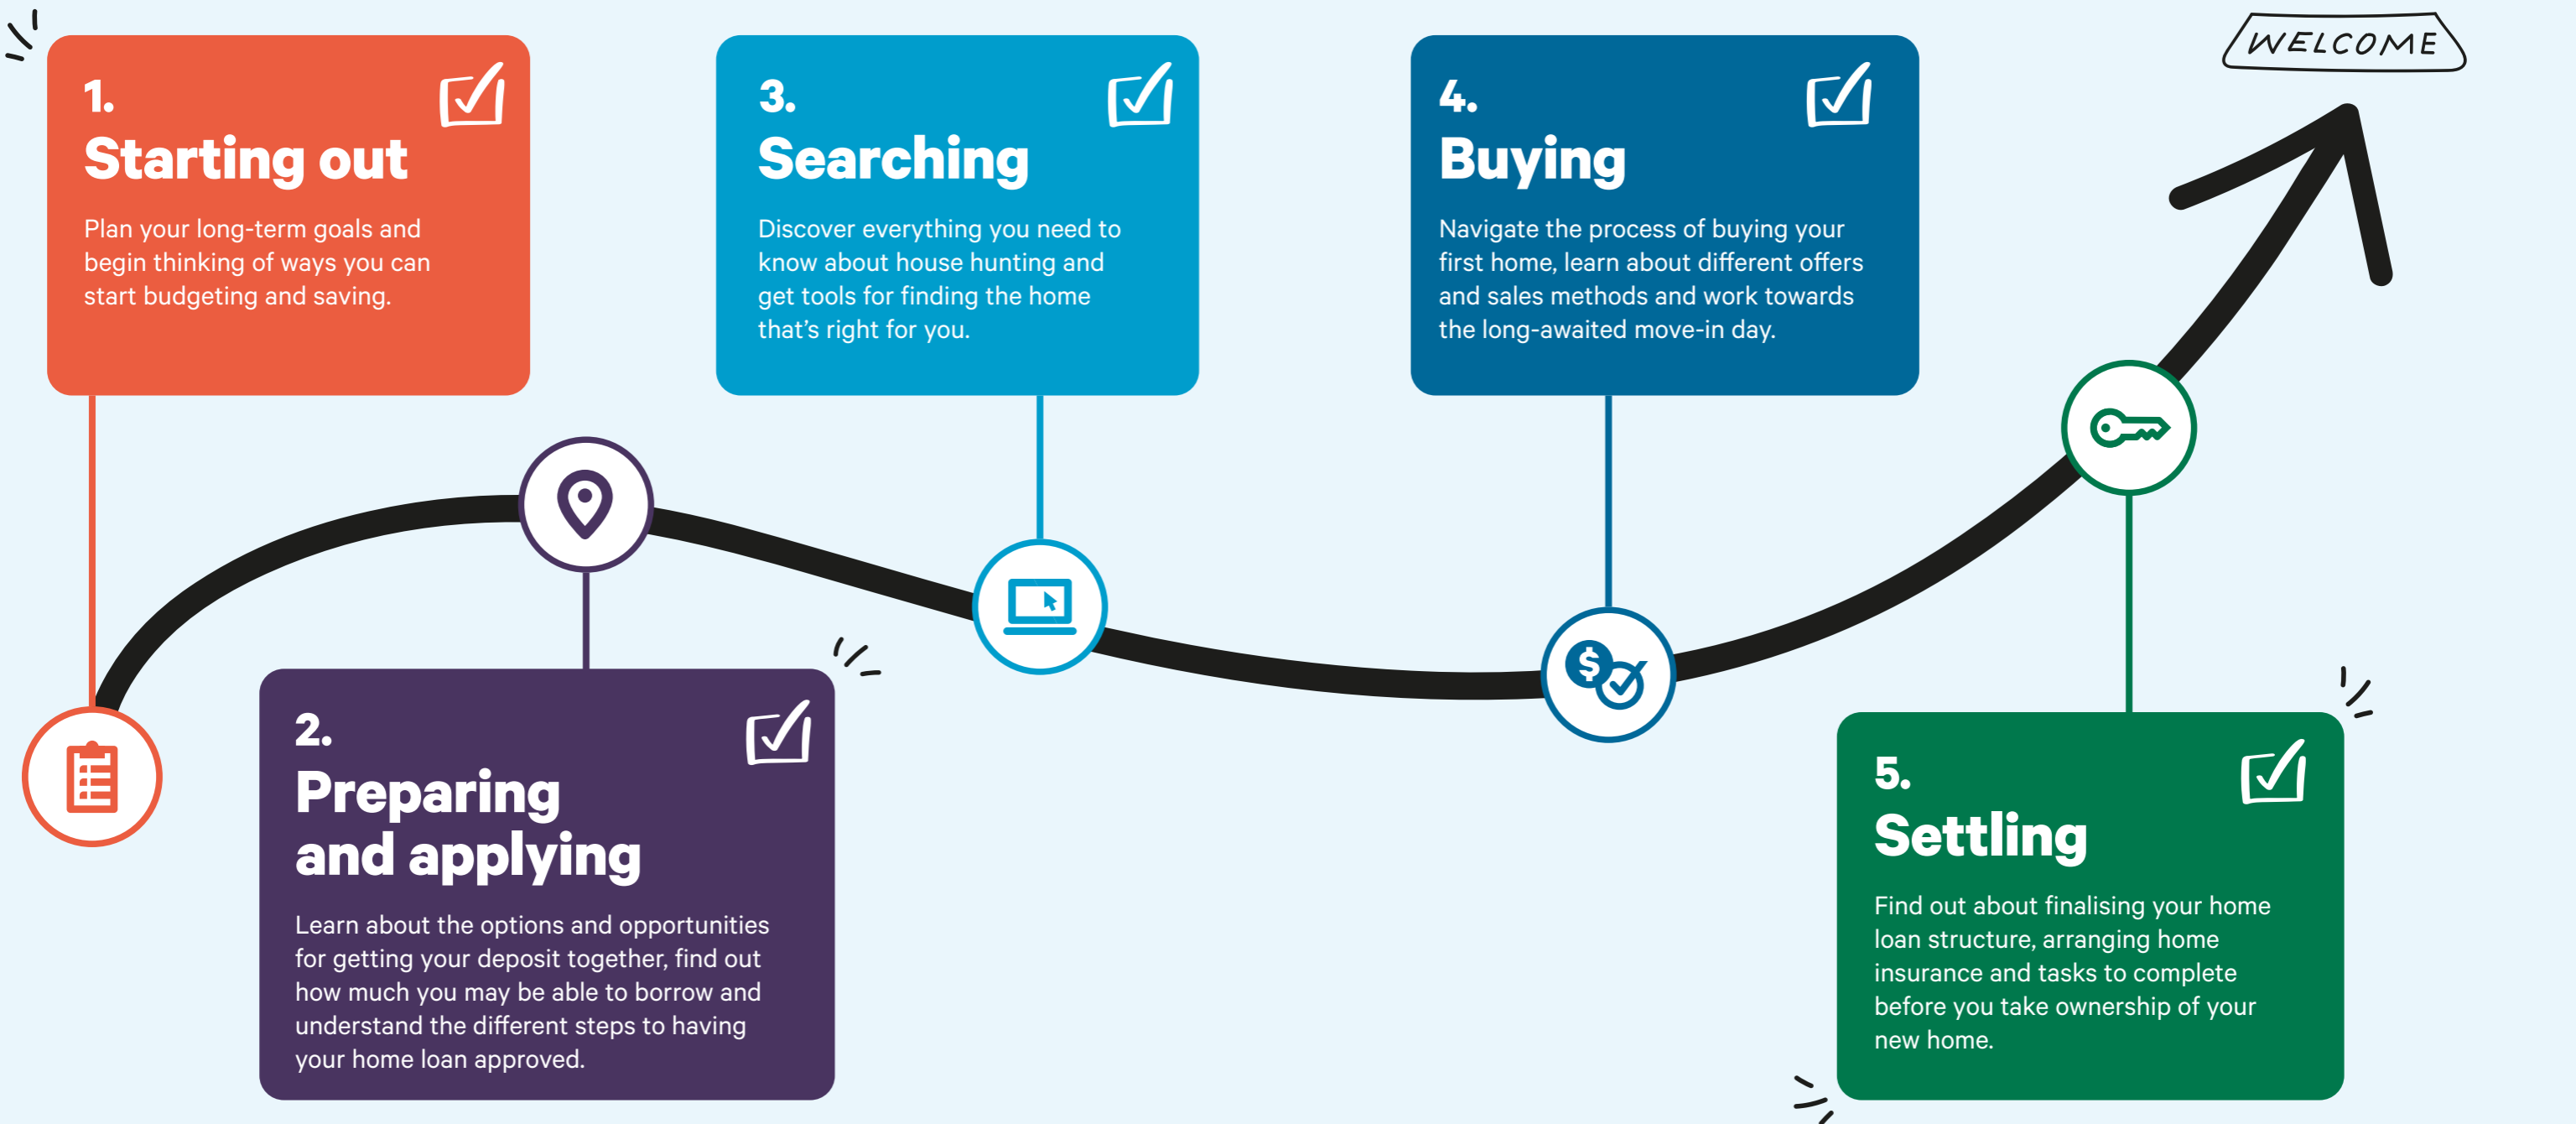 1.
Starting out
Plan your long-term goals and
begin thinking of ways you can
start budgeting and saving.
2.
Preparing
and applying
Learn about the options and opportunities
for getting your deposit together, find out
how much you may be able to borrow and
understand the different steps to having
your home loan approved.
3.
Searching
Discover everything you need to
know about house hunting and
get tools for finding the home
that’s right for you.
4.
Buying
Navigate the process of buying your
first home, learn about different offers
and sales methods and work towards
the long-awaited move-in day.
$
5.
Settling
Find out about finalising your home
loan structure, arranging home
insurance and tasks to complete
before you take ownership of your
new home.
WELCOME